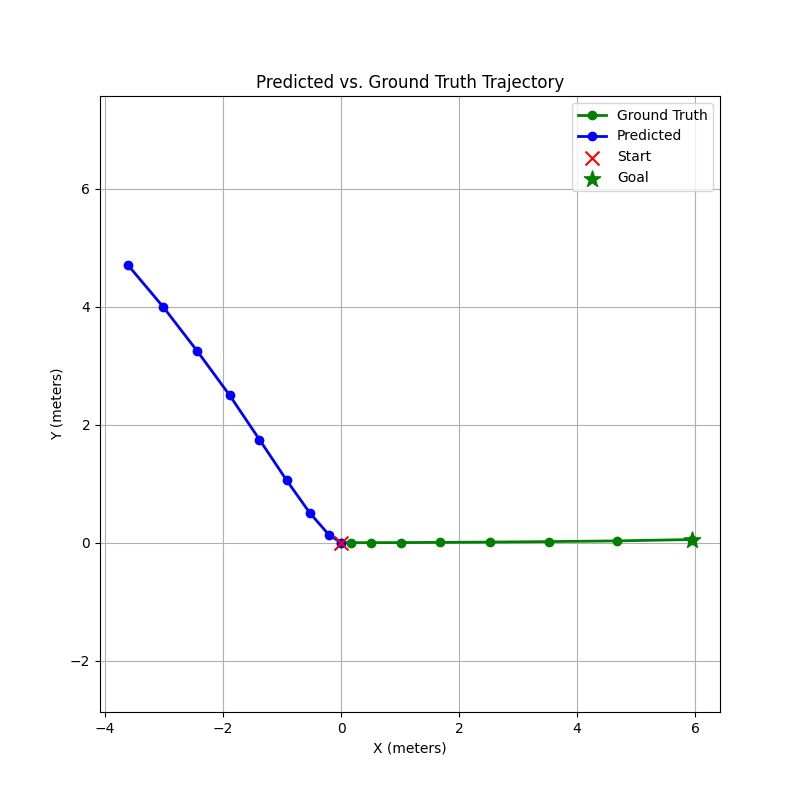 Predicted vs. Ground Truth Trajectory
Ground Truth
Predicted
Start
Goal
6
4
2
0
−2
Y (meters)
−4
−2
0
2
4
6
X (meters)